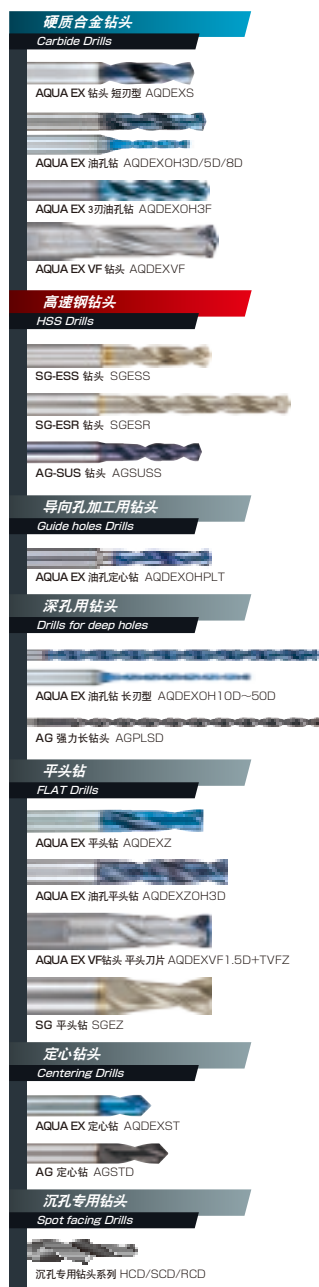 硬质合金钻头
Carbide Drills
AQUA EX 钻头 短刃型 AQDEXS
AQUA EX 油孔钻 AQDEXOH3D/5D/8D
AQUA EX 3刃油孔钻 AQDEXOH3F
AQUA EX VF 钻头 AQDEXVF
高速钢钻头
HSS Drills
SG-ESS 钻头 SGESS
SG-ESR 钻头 SGESR
AG-SUS 钻头 AGSUSS
导向孔加工用钻头
Guide holes Drills
AQUA EX 油孔定心钻 AQDEXOHPLT
深孔用钻头
Drills for deep holes
AQUA EX 油孔钻 长刃型 AQDEXOH10D～50D
AG 强力长钻头 AGPLSD
平头钻
FLAT Drills
AQUA EX 平头钻 AQDEXZ
AQUA EX 油孔平头钻 AQDEXZOH3D
AQUA EX VF钻头 平头刀片 AQDEXVF1.5D+TVFZ
SG 平头钻 SGEZ
定心钻头
Centering Drills
AQUA EX 定心钻 AQDEXST
AG 定心钻 AGSTD
沉孔专用钻头
Spot facing Drills
沉孔专用钻头系列 HCD/SCD/RCD